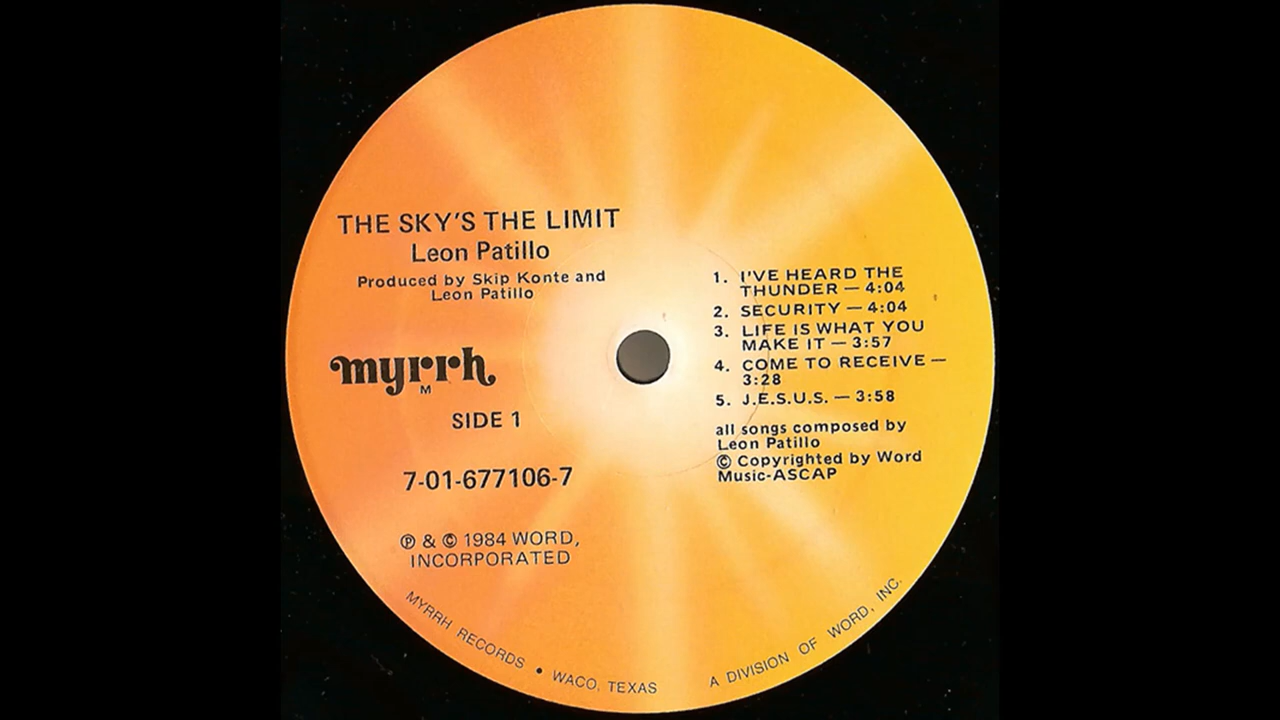 THE SKY'S THE LIMIT
Leon Patillo
Produced by Skip Konte and
Leon Patillo
myrrh
M
SIDE 1
7-01-677106-7
Ⓟ & © 1984 WORD,
INCORPORATED
1. I'VE HEARD THE
THUNDER — 4:04
2. SECURITY — 4:04
3. LIFE IS WHAT YOU
MAKE IT — 3:57
4. COME TO RECEIVE —
3:28
5. J.E.S.U.S. — 3:58
all songs composed by
Leon Patillo
© Copyrighted by Word
Music-ASCAP
MYRRH RECORDS • WACO, TEXAS A DIVISION OF WORD, INC.